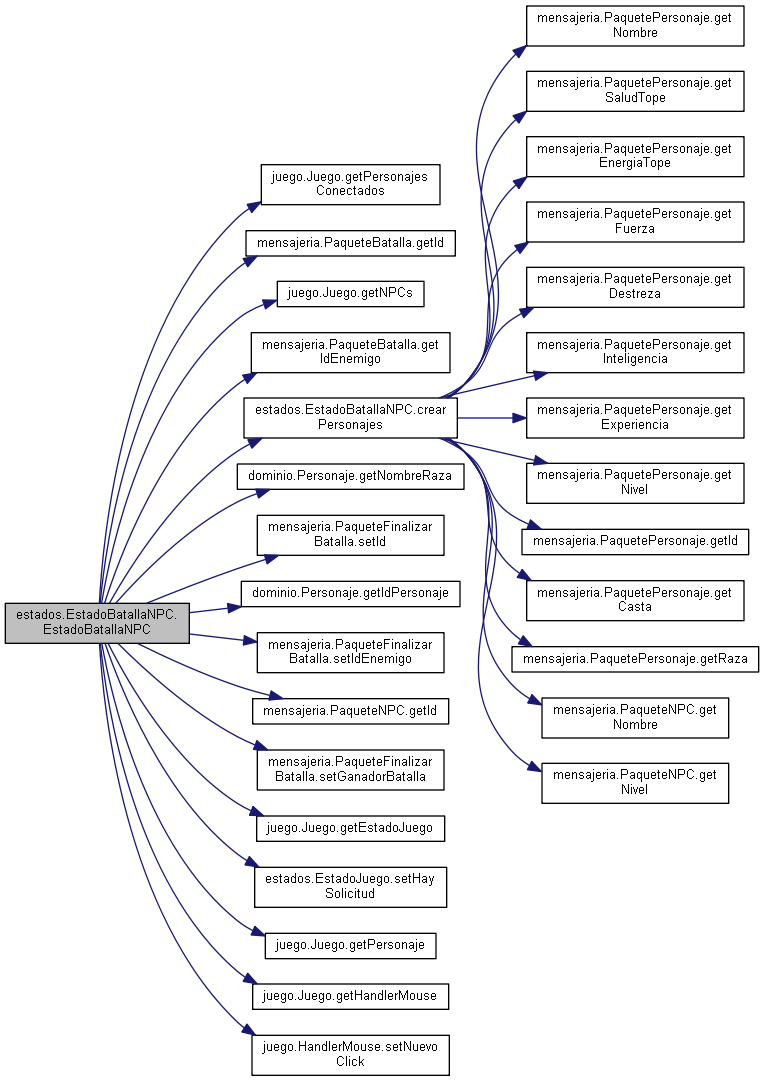 estados.EstadoBatallaNPC.
EstadoBatallaNPC
juego.Juego.getPersonajes
Conectados
mensajeria.PaqueteBatalla.getId
juego.Juego.getNPCs
mensajeria.PaqueteBatalla.get
IdEnemigo
estados.EstadoBatallaNPC.crear
Personajes
dominio.Personaje.getNombreRaza
mensajeria.PaqueteFinalizar
Batalla.setId
dominio.Personaje.getIdPersonaje
mensajeria.PaqueteFinalizar
Batalla.setIdEnemigo
mensajeria.PaqueteNPC.getId
mensajeria.PaqueteFinalizar
Batalla.setGanadorBatalla
juego.Juego.getEstadoJuego
estados.EstadoJuego.setHay
Solicitud
juego.Juego.getPersonaje
juego.Juego.getHandlerMouse
juego.HandlerMouse.setNuevo
Click
mensajeria.PaquetePersonaje.get
Nombre
mensajeria.PaquetePersonaje.get
SaludTope
mensajeria.PaquetePersonaje.get
EnergiaTope
mensajeria.PaquetePersonaje.get
Fuerza
mensajeria.PaquetePersonaje.get
Destreza
mensajeria.PaquetePersonaje.get
Inteligencia
mensajeria.PaquetePersonaje.get
Experiencia
mensajeria.PaquetePersonaje.get
Nivel
mensajeria.PaquetePersonaje.getId
mensajeria.PaquetePersonaje.get
Casta
mensajeria.PaquetePersonaje.getRaza
mensajeria.PaqueteNPC.get
Nombre
mensajeria.PaqueteNPC.get
Nivel